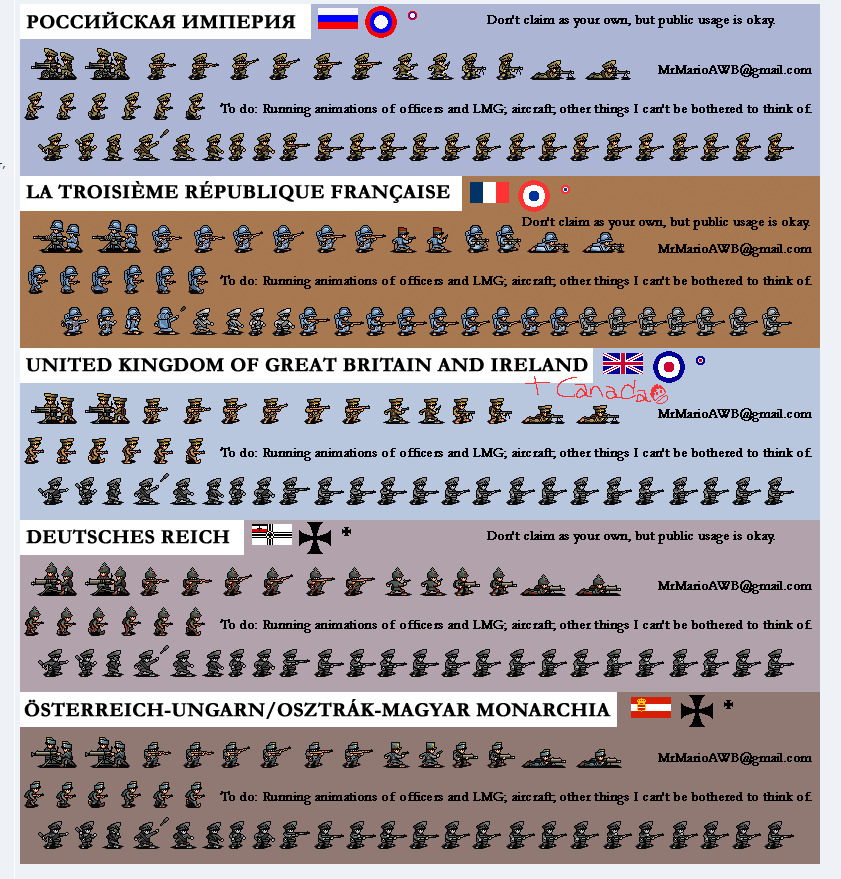 РОССИЙСКАЯ ИМПЕРИЯ
Don't claim as your own, but public usage is okay.
MrMarioAWB@gmail.com
To do: Running animations of officers and LMG; aircraft; other things I can't be bothered to think of.
LA TROISIÈME RÉPUBLIQUE FRANÇAISE
Don't claim as your own, but public usage is okay.
MrMarioAWB@gmail.com
To do: Running animations of officers and LMG; aircraft; other things I can't be bothered to think of.
UNITED KINGDOM OF GREAT BRITAIN AND IRELAND
+ Canada
MrMarioAWB@gmail.com
To do: Running animations of officers and LMG; aircraft; other things I can't be bothered to think of.
DEUTSCHES REICH
Don't claim as your own, but public usage is okay.
MrMarioAWB@gmail.com
To do: Running animations of officers and LMG; aircraft; other things I can't be bothered to think of.
ÖSTERREICH-UNGARN/OSZTRÁK-MAGYAR MONARCHIA
MrMarioAWB@gmail.com
To do: Running animations of officers and LMG; aircraft; other things I can't be bothered to think of.